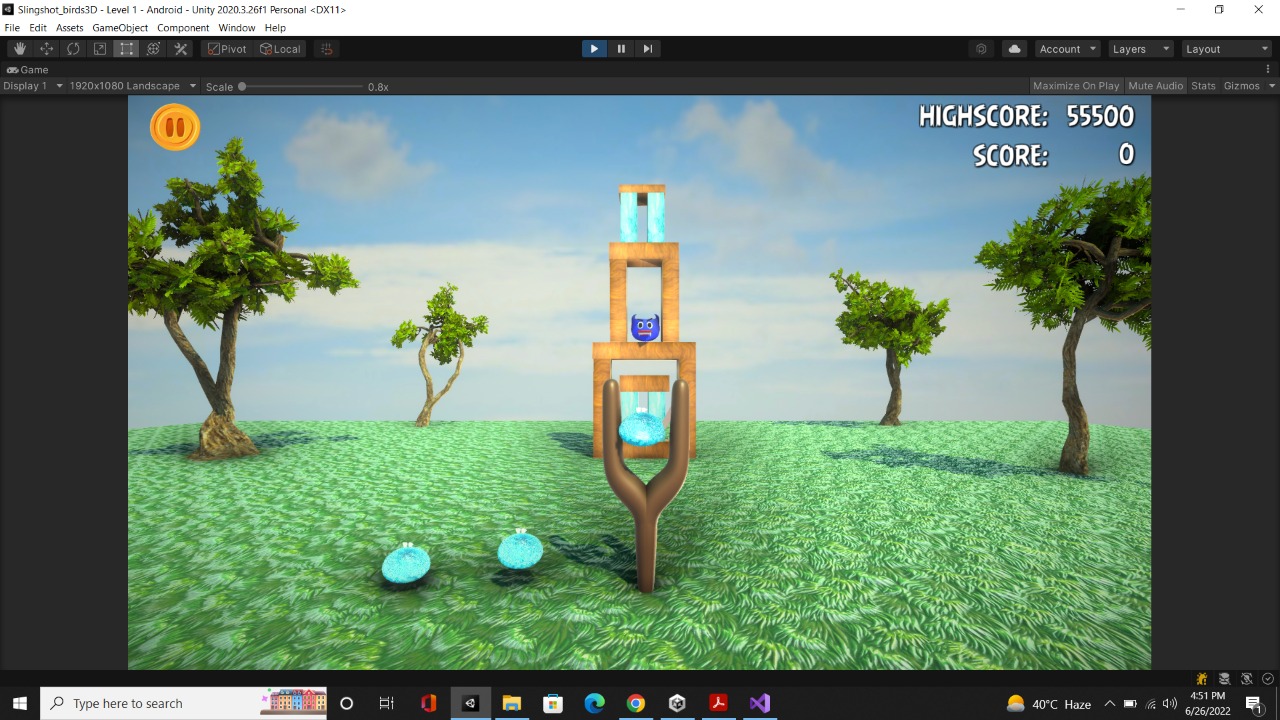 Slingshot_birds3D - Level 1 - Android - Unity 2020.3.26f1 Personal <DX11>
File Edit Assets GameObject Component Window Help
Pivot Local Account Layers Layout
Game
Display 1 1920x1080 Landscape Scale 0.8x Maximize On Play Mute Audio Stats Gizmos
HIGHSCORE: 55500
SCORE: 0
Type here to search
40°C Haze
4:51 PM
6/26/2022
1